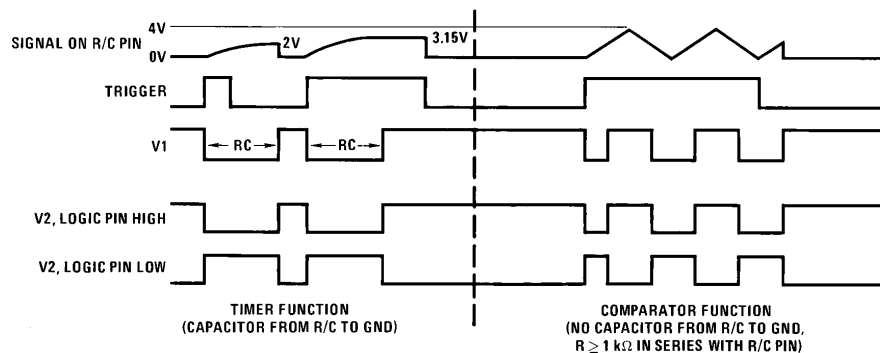 4V
SIGNAL ON R/C PIN
2V
3.15V
0V
TRIGGER
V1
RC
RC
V2, LOGIC PIN HIGH
V2, LOGIC PIN LOW
TIMER FUNCTION
(CAPACITOR FROM R/C TO GND)
COMPARATOR FUNCTION
(NO CAPACITOR FROM R/C TO GND,
R ≥ 1 kΩ IN SERIES WITH R/C PIN)